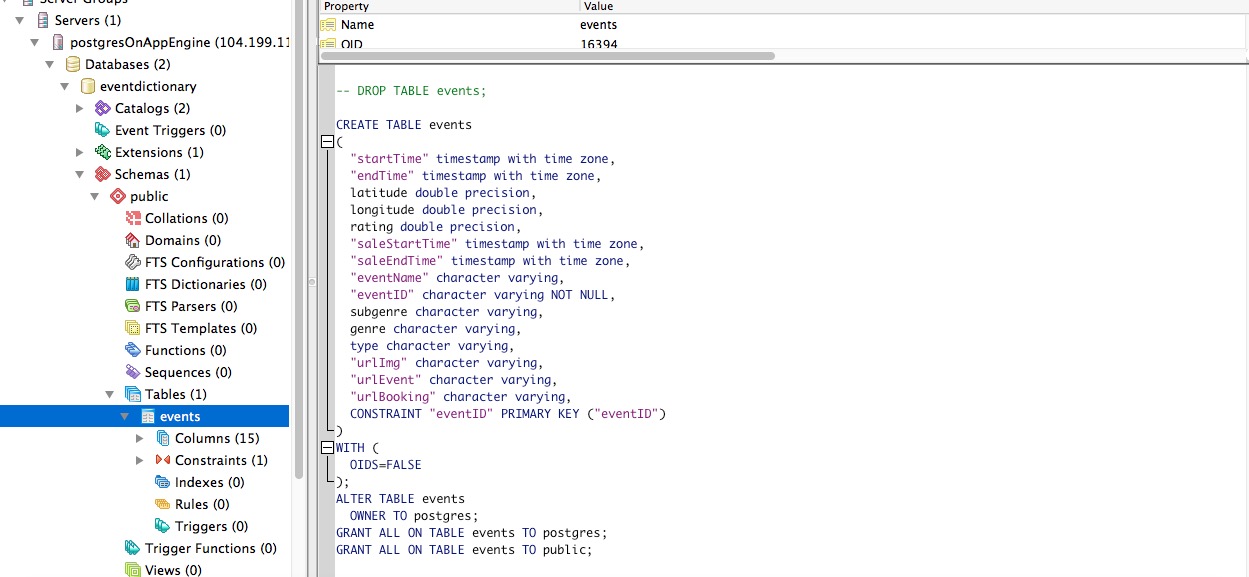 Server Groups
Servers (1)
postgresOnAppEngine (104.199.11
Databases (2)
eventdictionary
Catalogs (2)
Event Triggers (0)
Extensions (1)
Schemas (1)
public
Collations (0)
Domains (0)
FTS Configurations (0)
FTS Dictionaries (0)
FTS Parsers (0)
FTS Templates (0)
Functions (0)
Sequences (0)
Tables (1)
events
Columns (15)
Constraints (1)
Indexes (0)
Rules (0)
Triggers (0)
Trigger Functions (0)
Views (0)
Property Value
Name events
OID 16394
-- DROP TABLE events;
CREATE TABLE events
(
"startTime" timestamp with time zone,
"endTime" timestamp with time zone,
latitude double precision,
longitude double precision,
rating double precision,
"saleStartTime" timestamp with time zone,
"saleEndTime" timestamp with time zone,
"eventName" character varying,
"eventID" character varying NOT NULL,
subgenre character varying,
genre character varying,
type character varying,
"urlImg" character varying,
"urlEvent" character varying,
"urlBooking" character varying,
CONSTRAINT "eventID" PRIMARY KEY ("eventID")
)
WITH (
OIDS=FALSE
);
ALTER TABLE events
OWNER TO postgres;
GRANT ALL ON TABLE events TO postgres;
GRANT ALL ON TABLE events TO public;